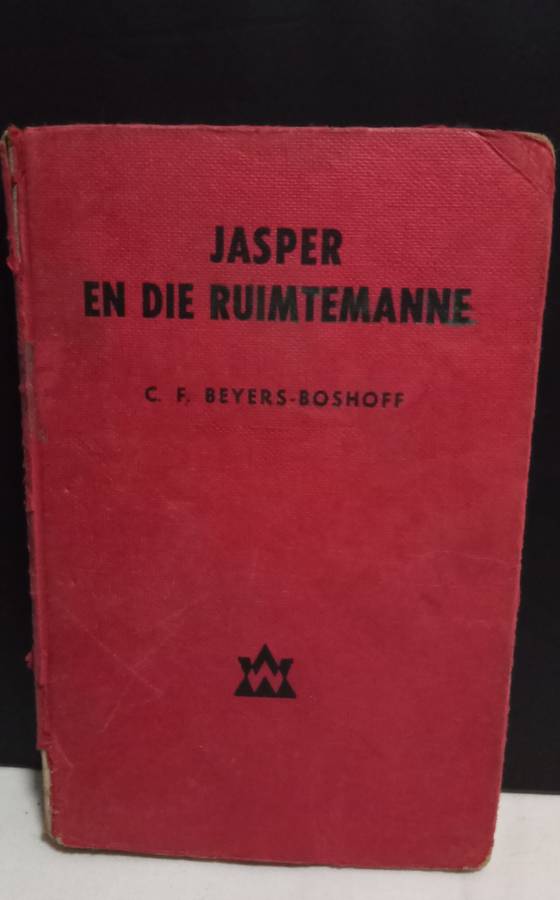 JASPER
EN DIE RUIMTEMANNE
C. F. BEYERS-BOSHOFF